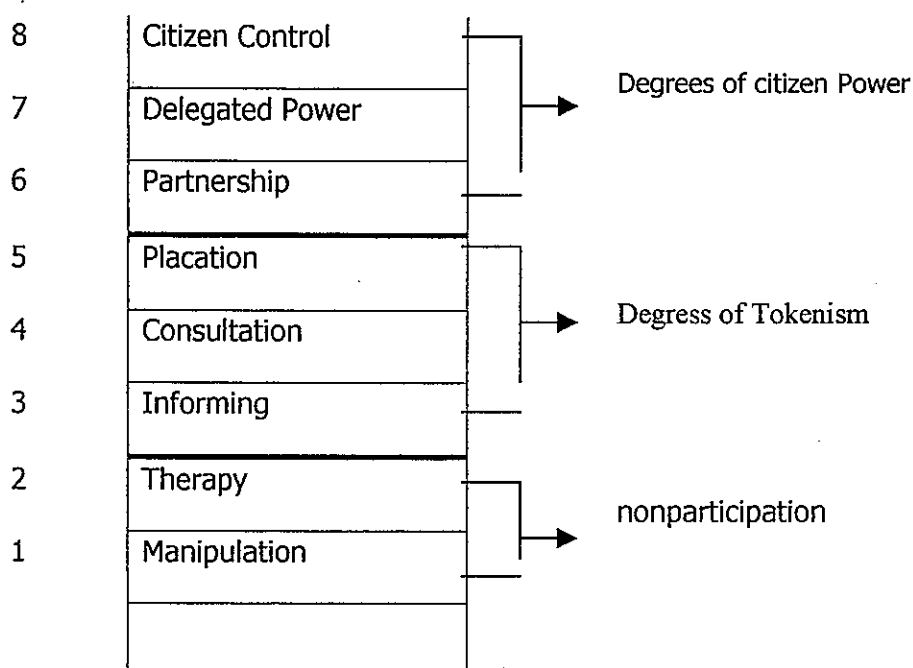 8 Citizen Control
Degrees of citizen Power
7 Delegated Power
6 Partnership
5 Placation
Degress of Tokenism
4 Consultation
3 Informing
2 Therapy
nonparticipation
1 Manipulation